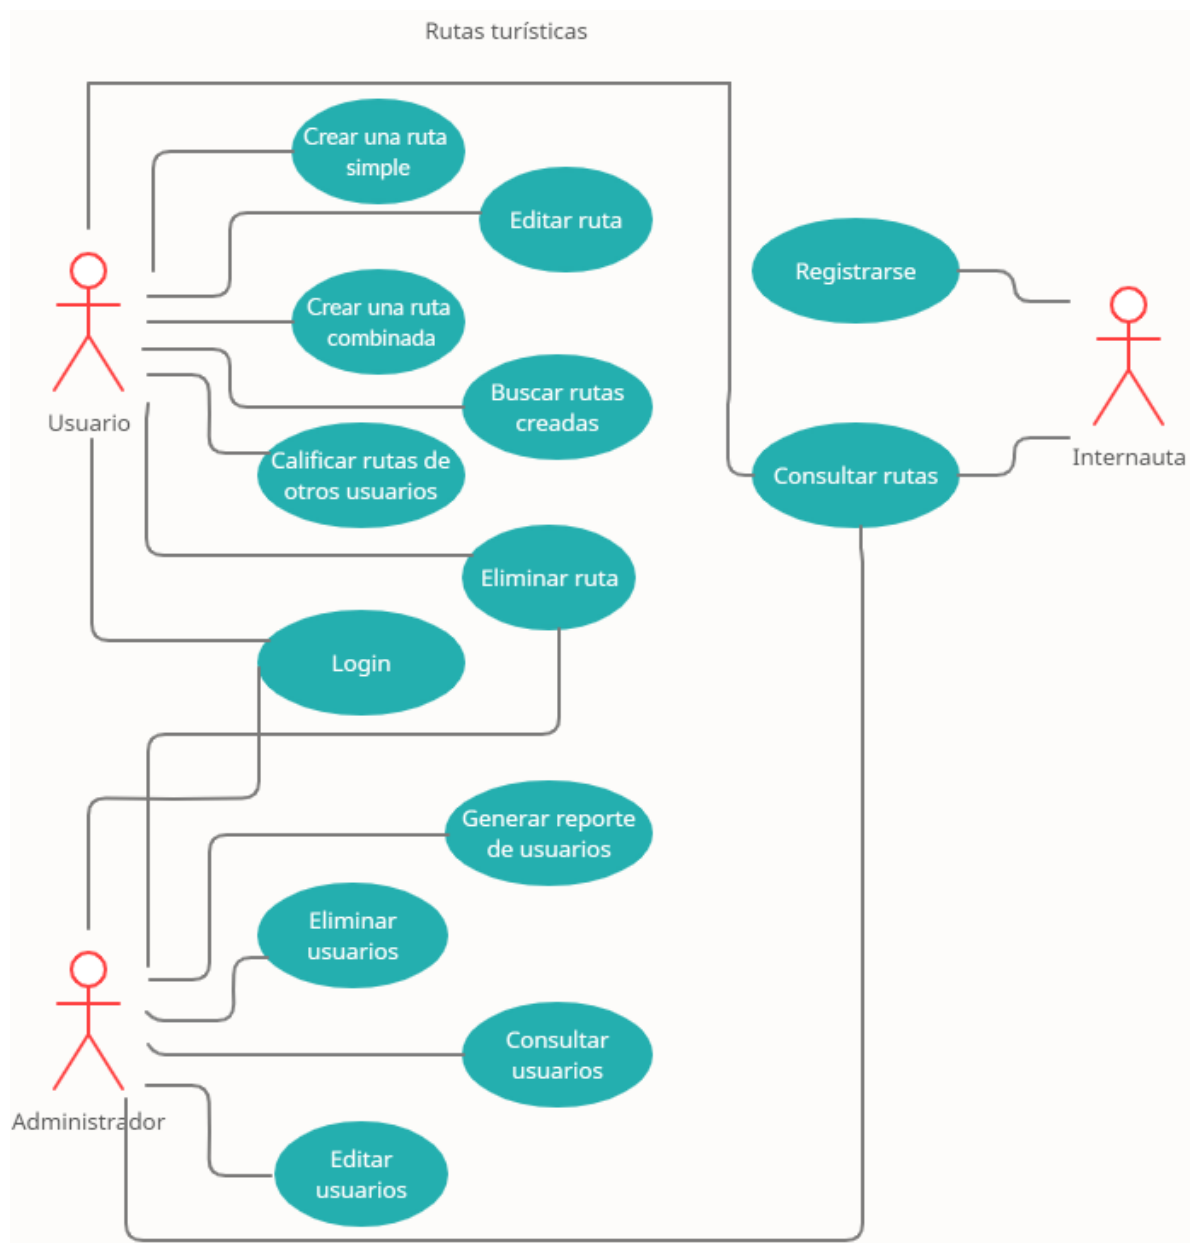 Rutas turísticas
Crear una ruta
simple
Editar ruta
Registrarse
Crear una ruta
combinada
Usuario
Buscar rutas
creadas
Internauta
Calificar rutas de
otros usuarios
Consultar rutas
Eliminar ruta
Login
Generar reporte
de usuarios
Eliminar
usuarios
Consultar
usuarios
Administrador
Editar
usuarios